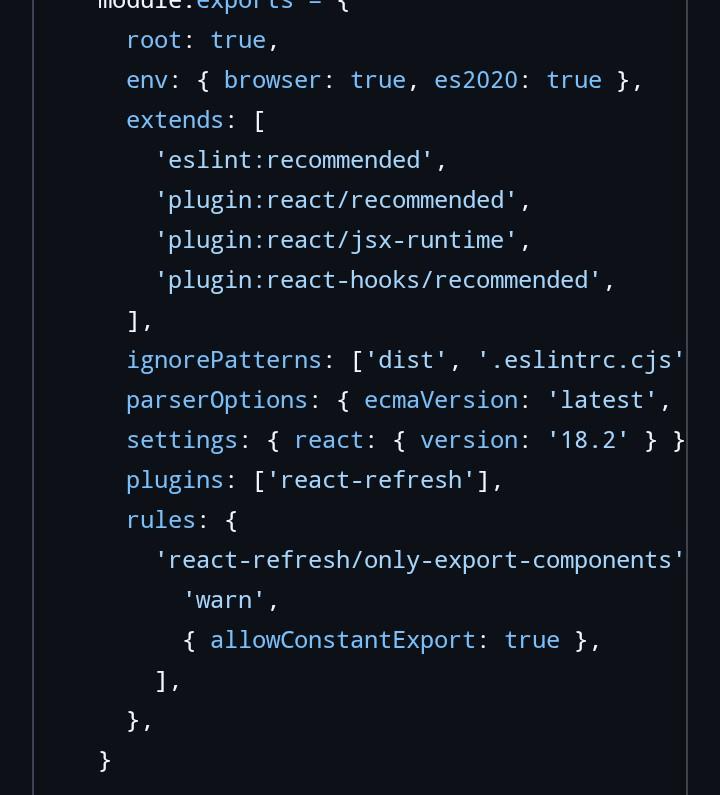 module.exports = {
root: true,
env: { browser: true, es2020: true },
extends: [
'eslint:recommended',
'plugin:react/recommended',
'plugin:react/jsx-runtime',
'plugin:react-hooks/recommended',
],
ignorePatterns: ['dist', '.eslintrc.cjs'
parserOptions: { ecmaVersion: 'latest',
settings: { react: { version: '18.2' } }
plugins: ['react-refresh'],
rules: {
'react-refresh/only-export-components'
'warn',
{ allowConstantExport: true },
],
},
}